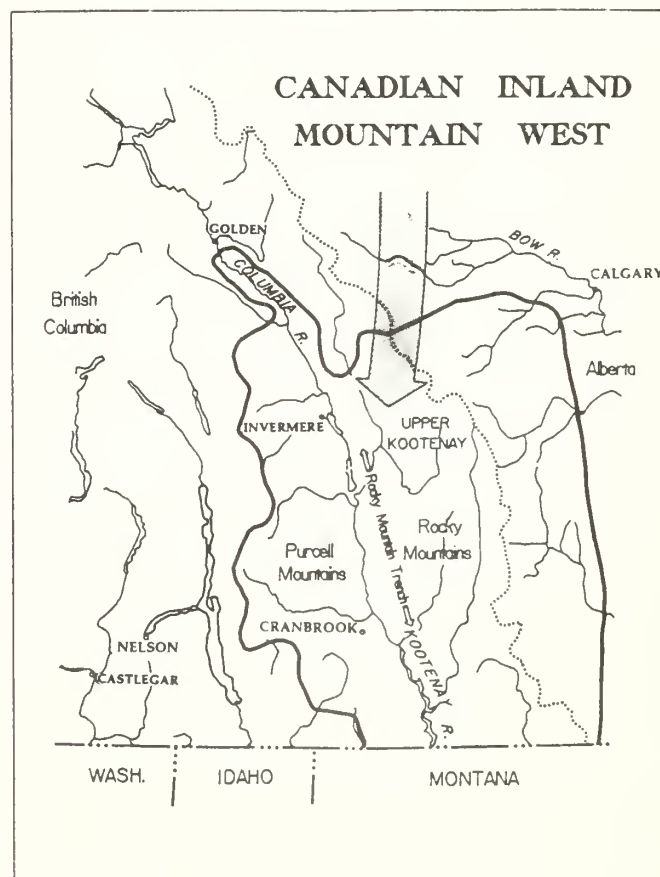 CANADIAN INLAND
MOUNTAIN WEST
GOLDEN
COLUMBIA R.
BOW R.
CALGARY
British
Columbia
Alberta
INVERMERE
UPPER
KOOTENAY
Rocky Mountain Trench
Rocky
Mountains
Purcell
Mountains
CRANBROOK
KOOTENAY R.
NELSON
CASTLEGAR
WASH.
IDAHO
MONTANA